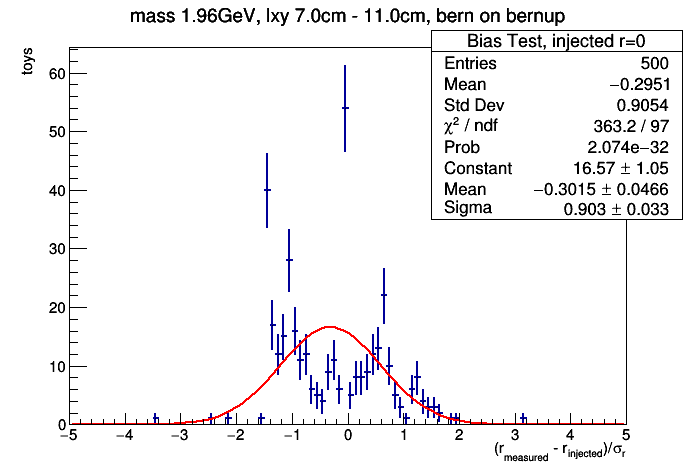 mass 1.96GeV, lxy 7.0cm - 11.0cm, bern on bernup
Bias Test, injected r=0
Entries 500
Mean −0.2951
Std Dev 0.9054
χ² / ndf 363.2 / 97
Prob 2.074e−32
Constant 16.57 ± 1.05
Mean −0.3015 ± 0.0466
Sigma 0.903 ± 0.033
toys
60
50
40
30
20
10
0
−5 −4 −3 −2 −1 0 1 2 3 4 5
(r_measured - r_injected)/σ_r